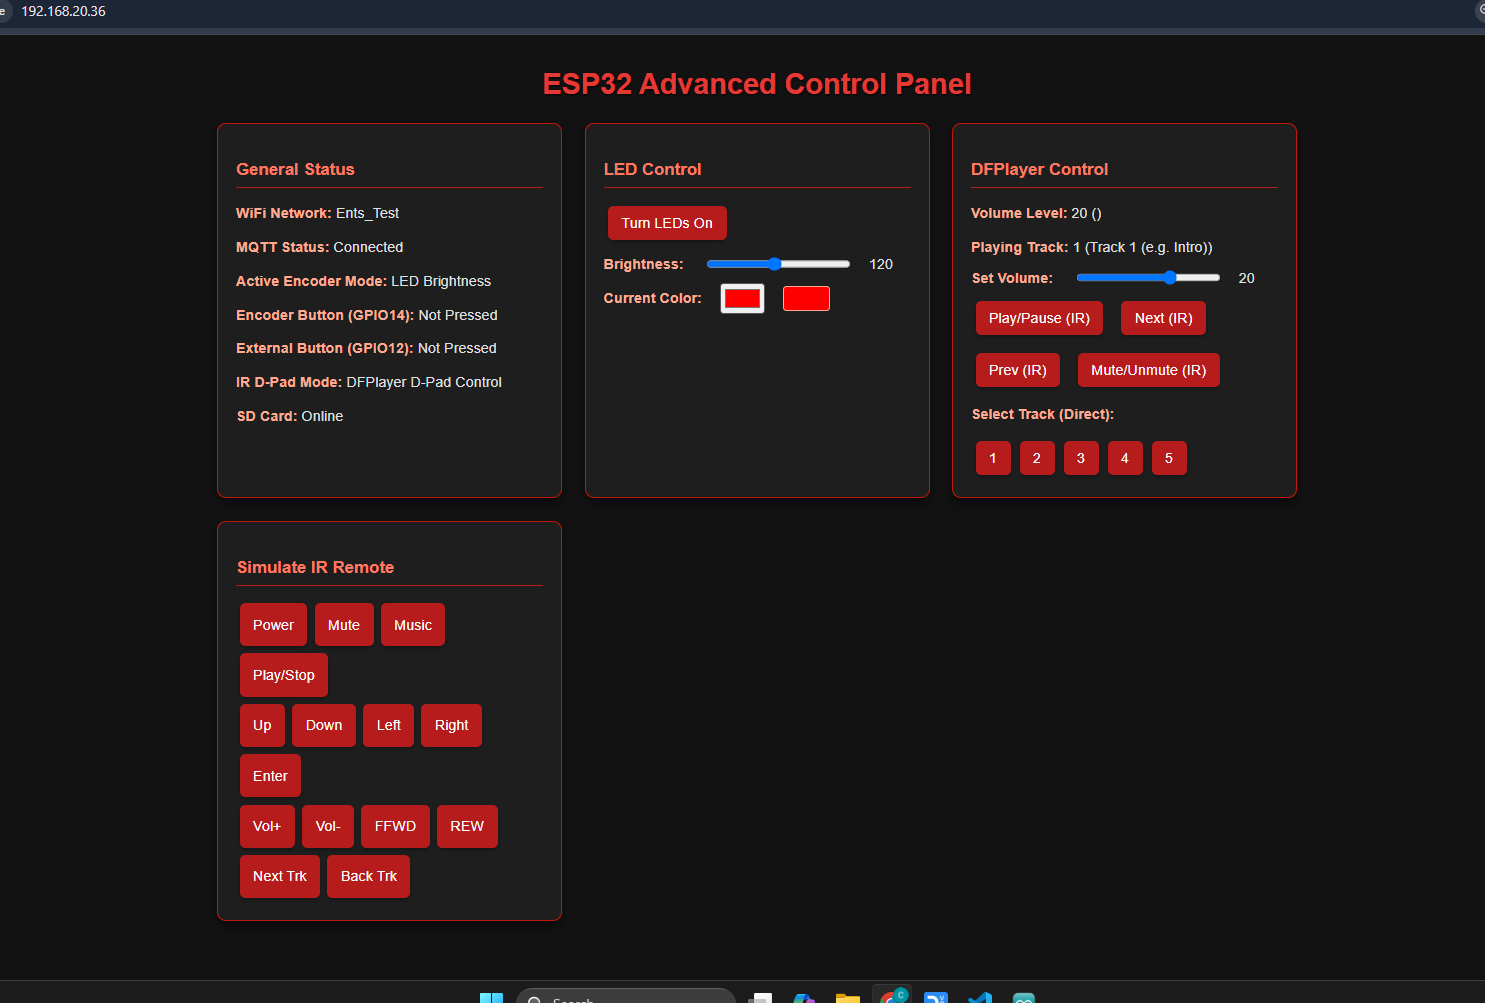 192.168.20.36
ESP32 Advanced Control Panel
General Status
WiFi Network: Ents_Test
MQTT Status: Connected
Active Encoder Mode: LED Brightness
Encoder Button (GPIO14): Not Pressed
External Button (GPIO12): Not Pressed
IR D-Pad Mode: DFPlayer D-Pad Control
SD Card: Online
LED Control
Turn LEDs On
Brightness: 120
Current Color:
DFPlayer Control
Volume Level: 20 ()
Playing Track: 1 (Track 1 (e.g. Intro))
Set Volume: 20
Play/Pause (IR) Next (IR)
Prev (IR) Mute/Unmute (IR)
Select Track (Direct):
1 2 3 4 5
Simulate IR Remote
Power Mute Music
Play/Stop
Up Down Left Right
Enter
Vol+ Vol- FFWD REW
Next Trk Back Trk
Search